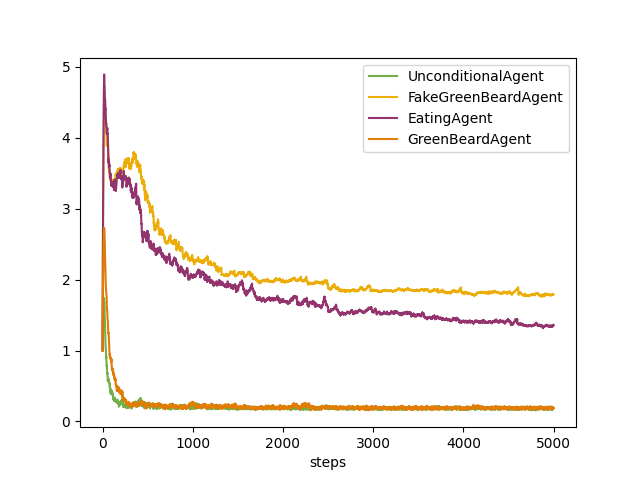 5
4
3
2
1
0
0 1000 2000 3000 4000 5000
steps
UnconditionalAgent
FakeGreenBeardAgent
EatingAgent
GreenBeardAgent